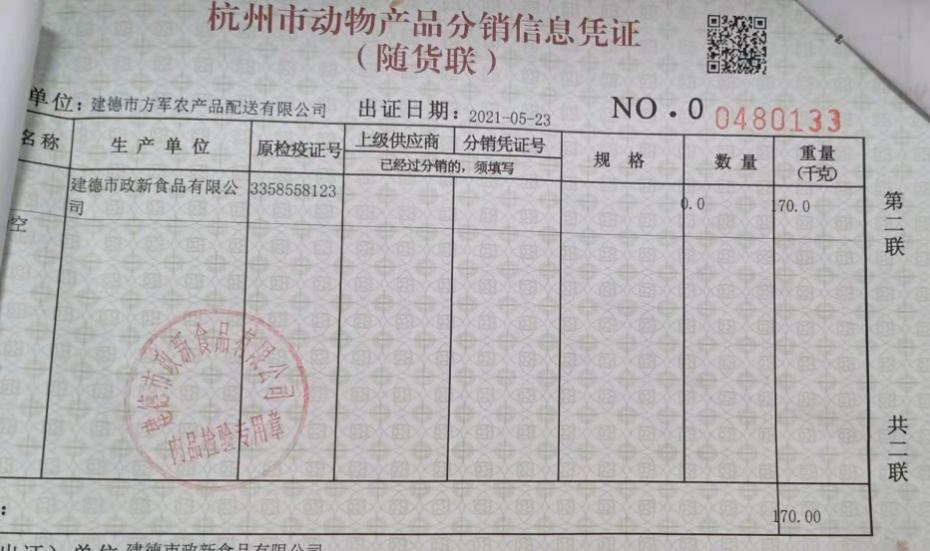 杭州市动物产品分销信息凭证
（随货联）
单位：建德市方军农产品配送有限公司 出证日期：2021-05-23 NO.0 0480133
名称 生产单位 原检疫证号 上级供应商 分销凭证号 规格 数量 重量
（千克）
已经过分销的，须填写
建德市政新食品有限公
司
3358558123 0.0 170.0
空
第二联
建德市政新食品有限公司
肉品检验专用章
共二联
：
170.00
出证）单位 建德市政新食品有限公司